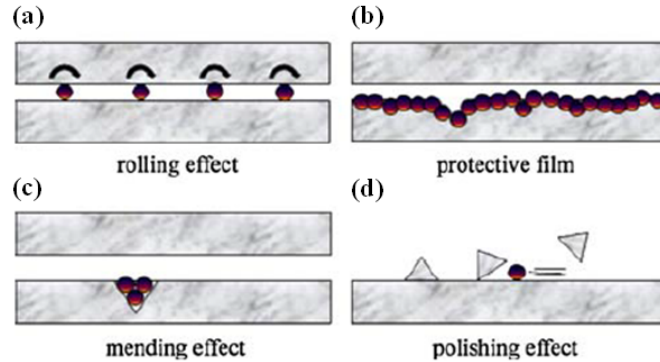 (a)
(b)
rolling effect
protective film
(c)
(d)
mending effect
polishing effect